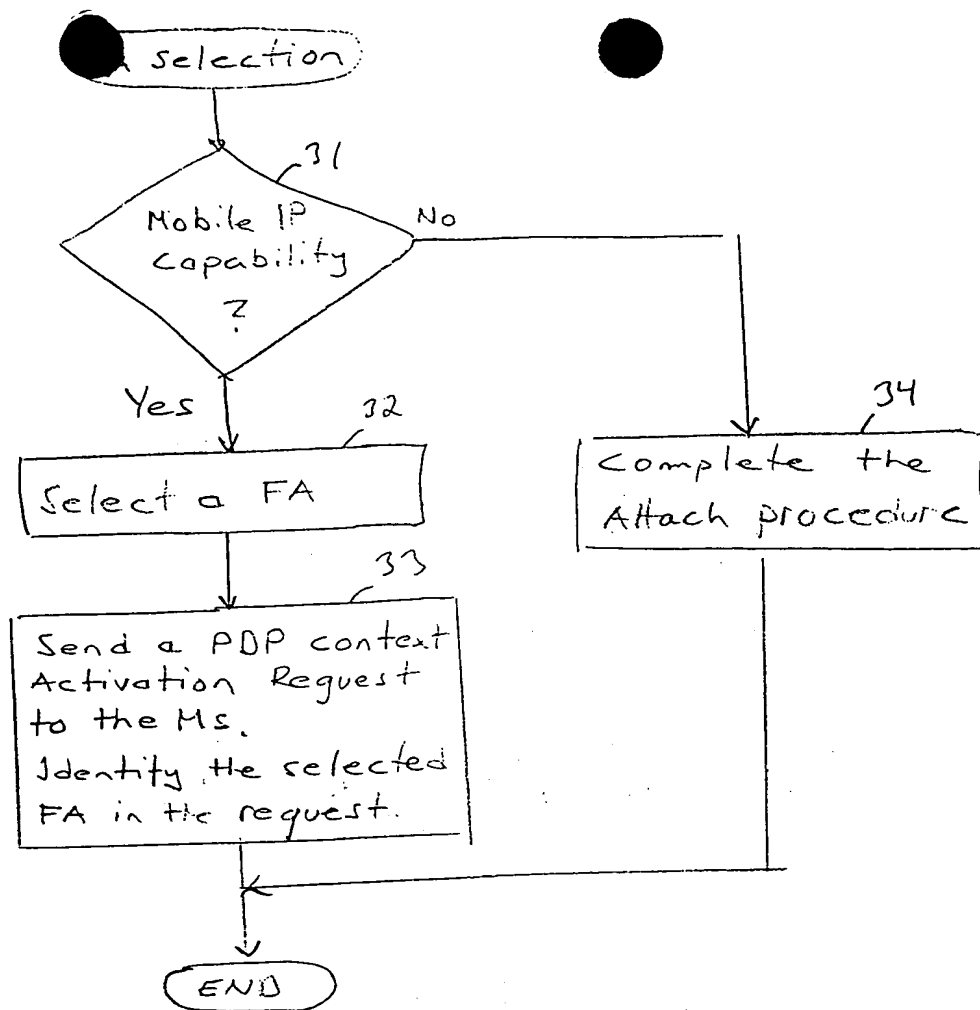 selection
31
Mobile IP
capability
?
No
Yes
32
Select a FA
34
Complete the
Attach procedure
33
Send a PDP context
Activation Request
to the MS.
Identify the selected
FA in the request.
END